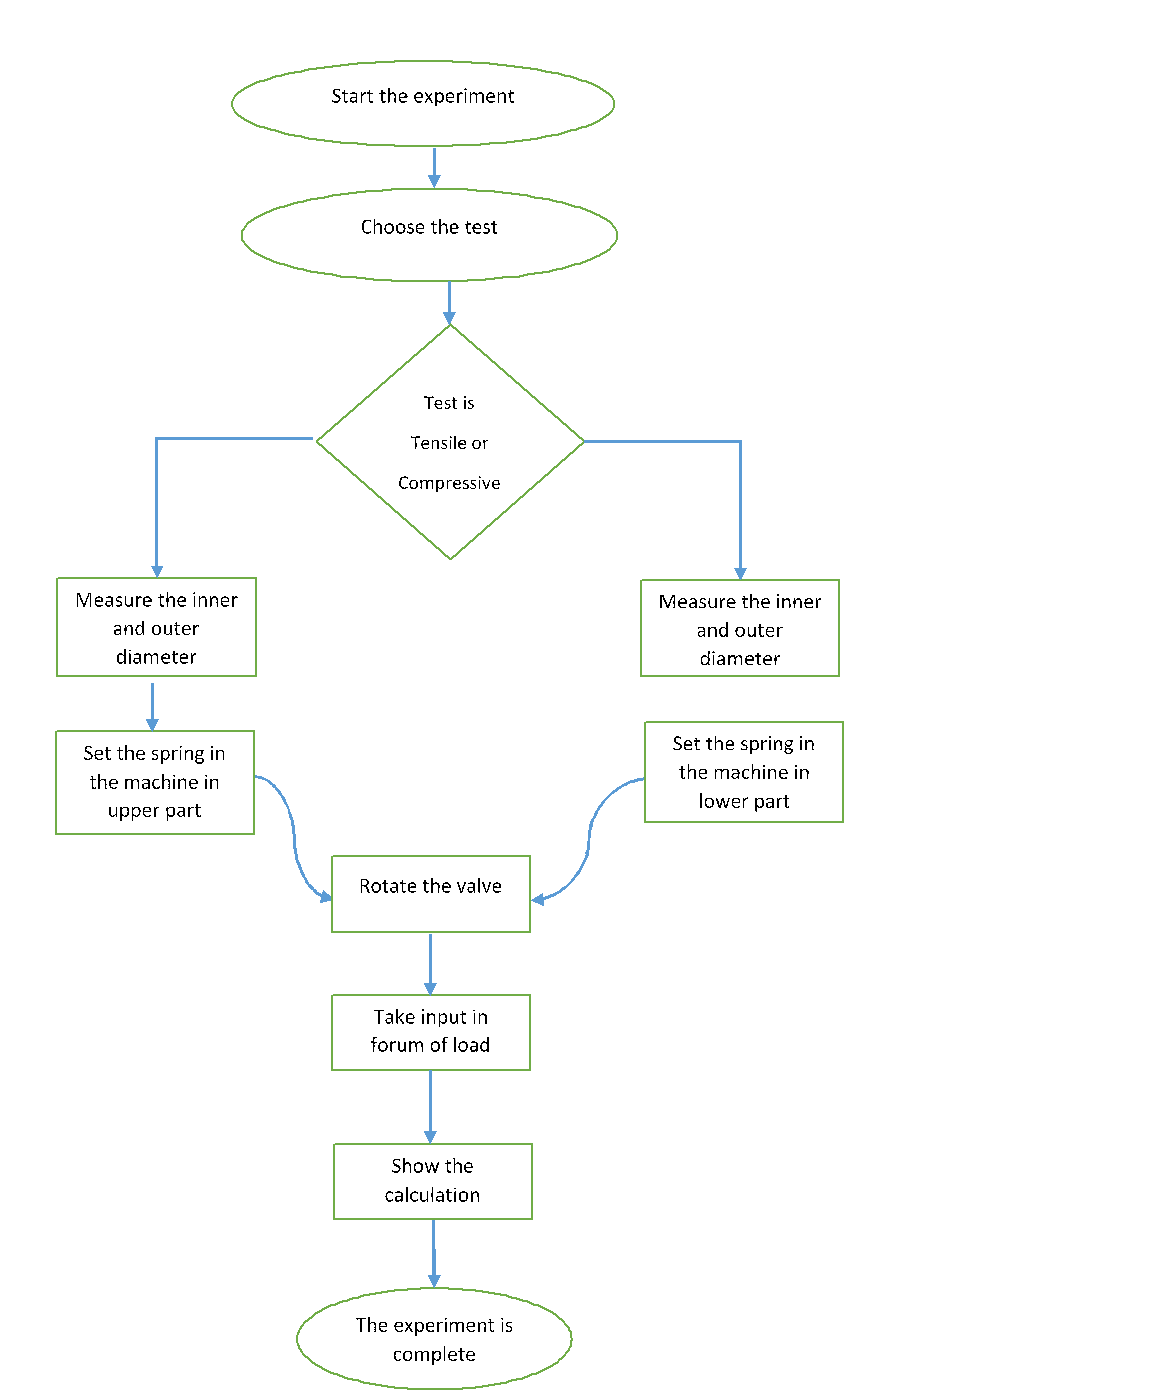 Start the experiment
Choose the test
Test is
Tensile or
Compressive
Measure the inner
and outer
diameter
Measure the inner
and outer
diameter
Set the spring in
the machine in
upper part
Set the spring in
the machine in
lower part
Rotate the valve
Take input in
forum of load
Show the
calculation
The experiment is
complete